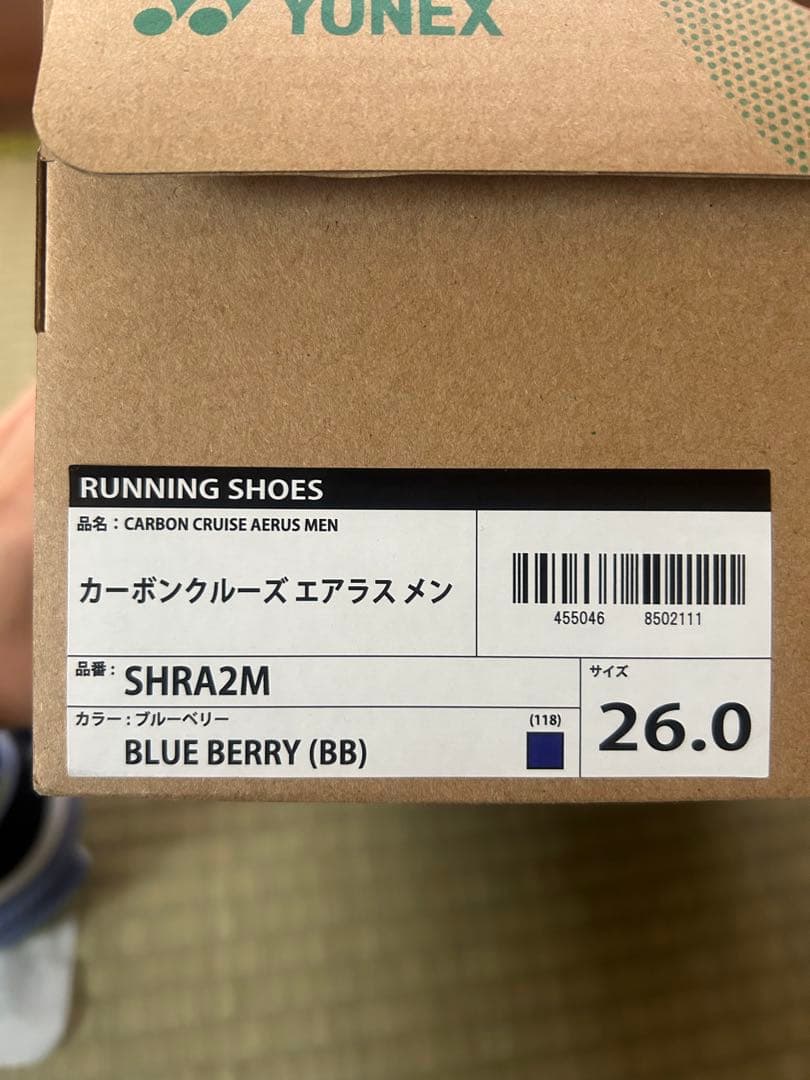 YONEX
RUNNING SHOES
品名：CARBON CRUISE AERUS MEN
カーボンクルーズ エアラス メン
455046 8502111
品番：SHRA2M
サイズ
26.0
カラー：ブルーベリー (118)
BLUE BERRY (BB)